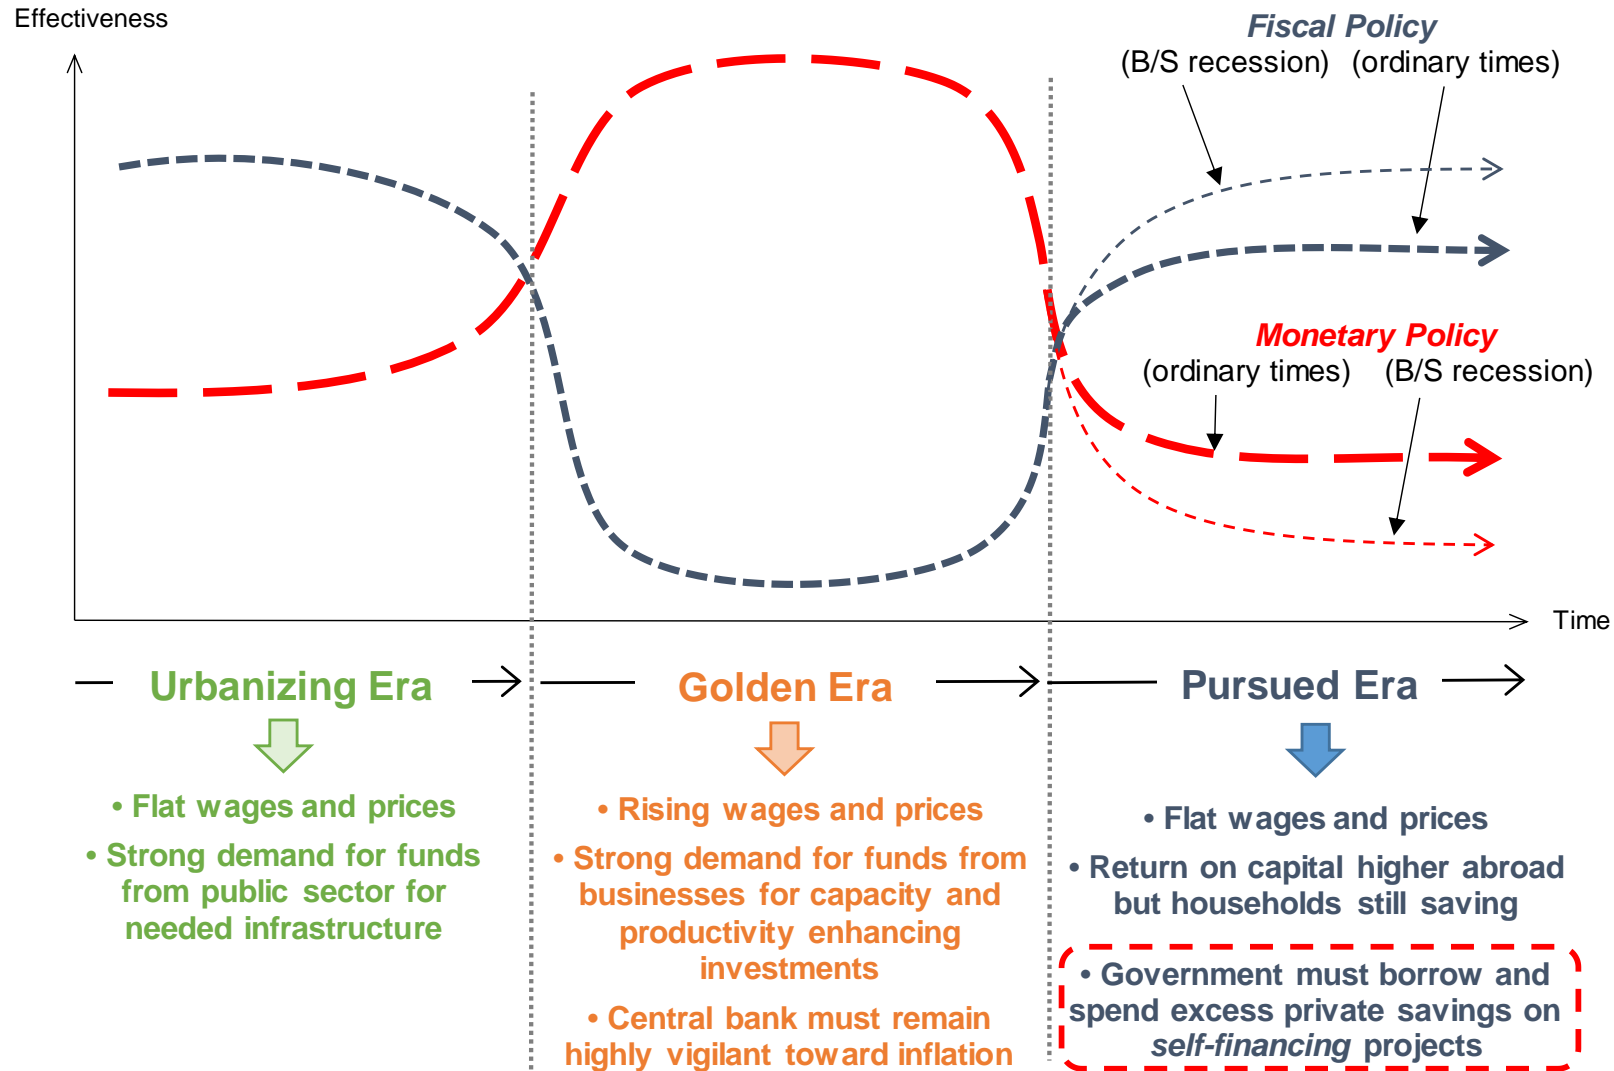 Effectiveness
Fiscal Policy
(B/S recession) (ordinary times)
Monetary Policy
(ordinary times) (B/S recession)
Time
Urbanizing Era
Golden Era
Pursued Era
• Flat wages and prices
• Strong demand for funds
from public sector for
needed infrastructure
• Rising wages and prices
• Strong demand for funds from
businesses for capacity and
productivity enhancing
investments
• Central bank must remain
highly vigilant toward inflation
• Flat wages and prices
• Return on capital higher abroad
but households still saving
• Government must borrow and
spend excess private savings on
self-financing projects